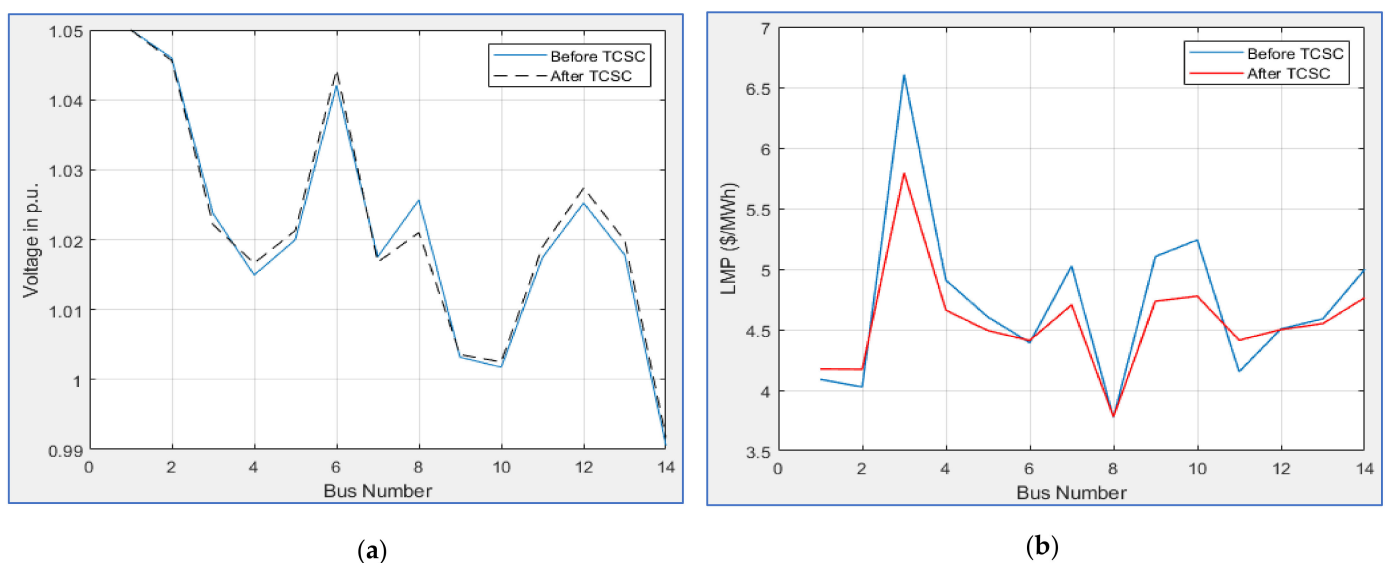 1.05
1.04
1.03
1.02
1.01
1
0.99
Voltage in p.u.
0 2 4 6 8 10 12 14
Bus Number
Before TCSC
After TCSC
(a)
7
6.5
6
5.5
5
4.5
4
3.5
LMP ($/MWh)
0 2 4 6 8 10 12 14
Bus Number
Before TCSC
After TCSC
(b)